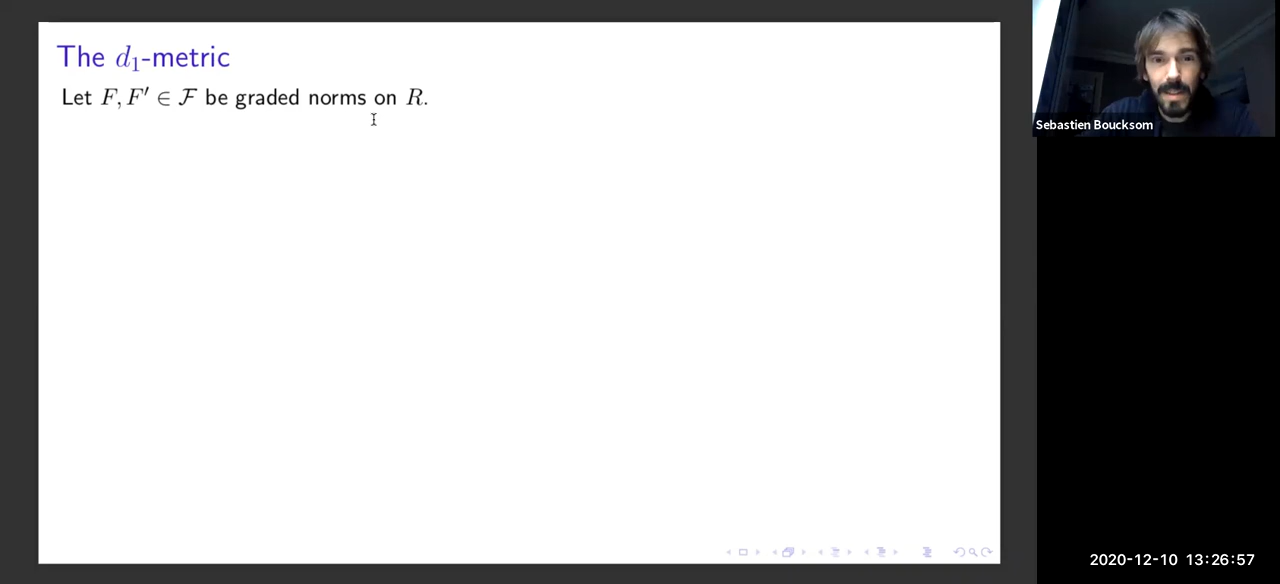 The d₁-metric
Let F, F′ ∈ ℱ be graded norms on R.
Sebastien Boucksom
2020-12-10 13:26:57